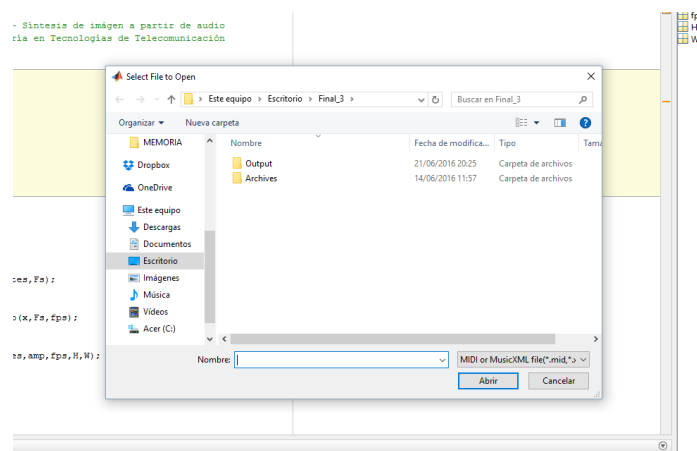 - Síntesis de imágen a partir de audio
ría en Tecnologías de Telecomunicación
fp
H
W
Select File to Open
Este equipo > Escritorio > Final_3 >
Buscar en Final_3
Organizar
Nueva carpeta
MEMORIA
Dropbox
OneDrive
Este equipo
Descargas
Documentos
Escritorio
Imágenes
Música
Vídeos
Acer (C:)
Nombre Fecha de modifica... Tipo Tama
Output 21/06/2016 20:25 Carpeta de archivos
Archives 14/06/2016 11:57 Carpeta de archivos
ces,Fs);
o(x,Fs,fps);
es,amp,fps,H,W);
Nombre:
MIDI or MusicXML file(*.mid,*.x
Abrir
Cancelar